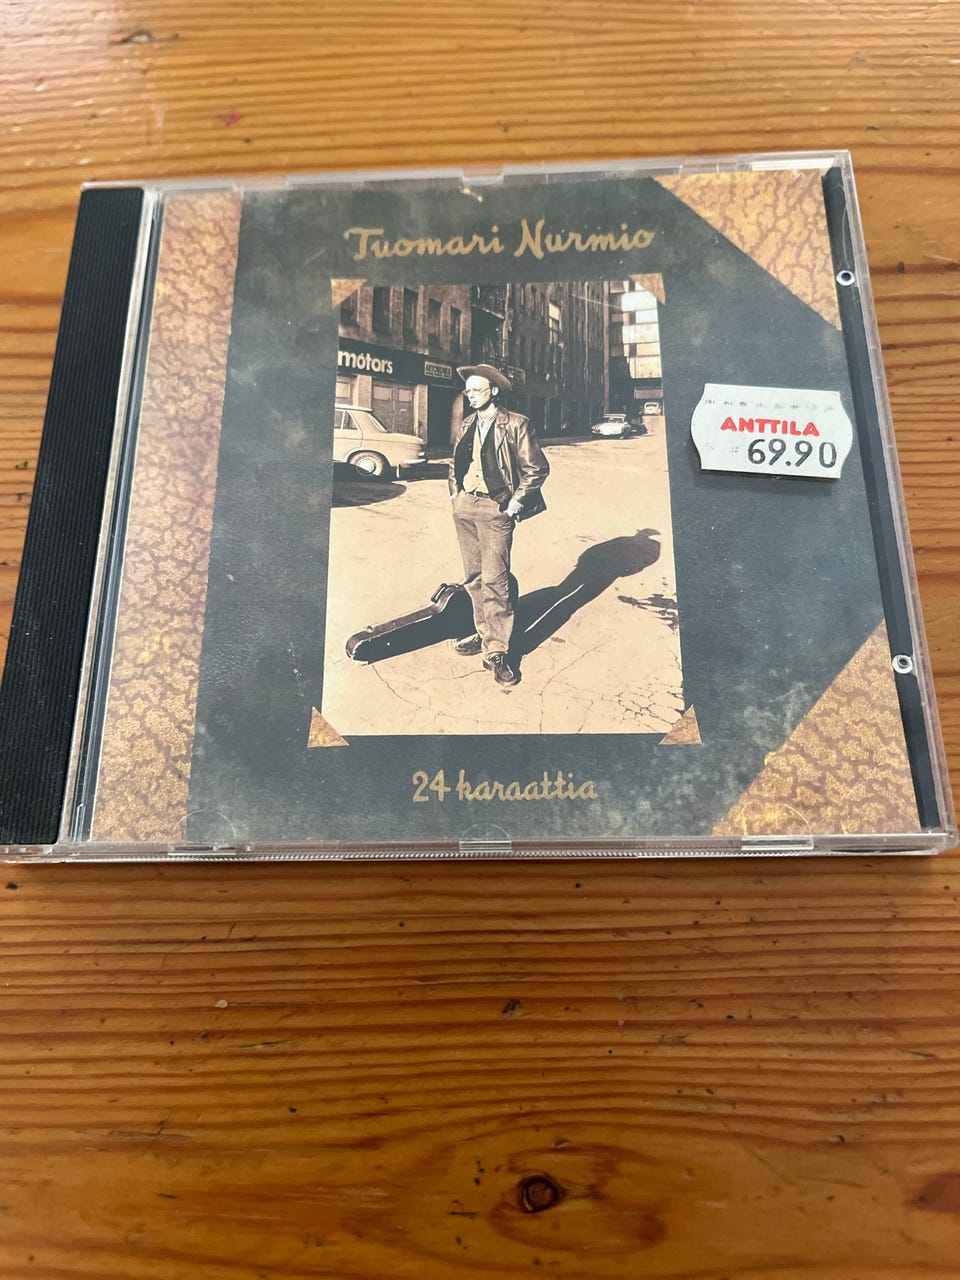 Tuomari Nurmio
motors
ANTTILA
69.90
24 karaattia